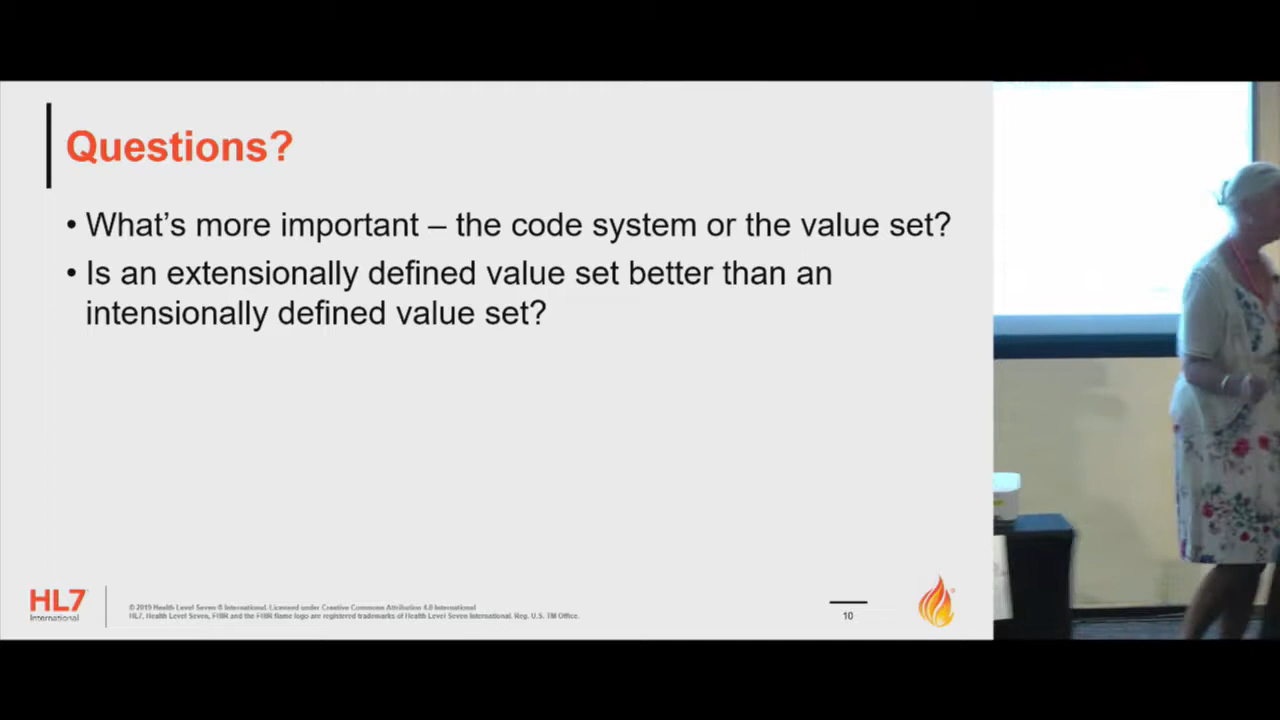 Questions?
• What's more important – the code system or the value set?
• Is an extensionally defined value set better than an
intensionally defined value set?
HL7
International
© 2019 Health Level Seven ® International. Licensed under Creative Commons Attribution 4.0 International
HL7, Health Level Seven, FHIR and the FHIR flame logo are registered trademarks of Health Level Seven International. Reg. U.S. TM Office.
10
®